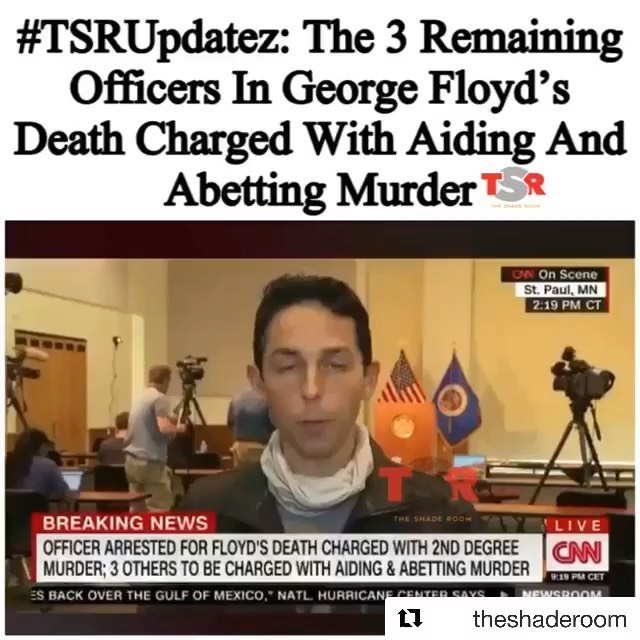 #TSRUpdatez: The 3 Remaining
Officers In George Floyd's
Death Charged With Aiding And
Abetting Murder TSR
THE SHADE ROOM
CNN On Scene
St. Paul, MN
2:19 PM CT
T R
THE SHADE ROOM
BREAKING NEWS
LIVE
OFFICER ARRESTED FOR FLOYD'S DEATH CHARGED WITH 2ND DEGREE
MURDER; 3 OTHERS TO BE CHARGED WITH AIDING & ABETTING MURDER
CNN
9:19 PM CET
ES BACK OVER THE GULF OF MEXICO," NATL. HURRICANE CENTER SAYS
NEWSROOM
theshaderoom